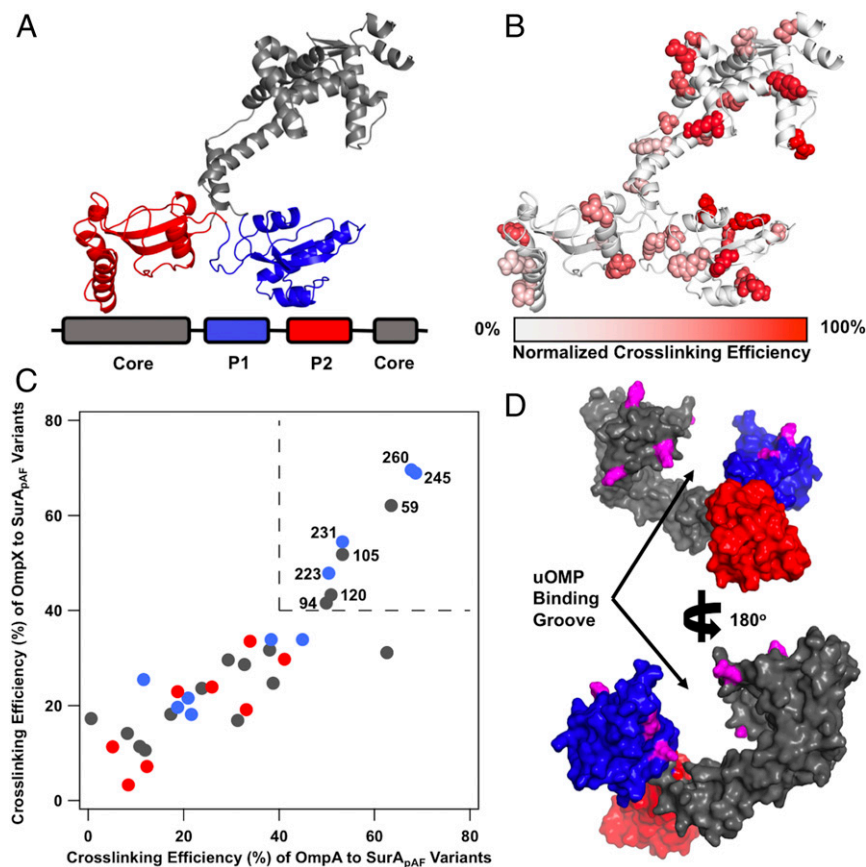 A
B
Core
P1
P2
Core
0%
100%
Normalized Crosslinking Efficiency
C
D
Crosslinking Efficiency (%) of OmpX to SurApAF Variants
80
60
40
20
0
260
245
59
231
105
223
120
94
0
20
40
60
80
Crosslinking Efficiency (%) of OmpA to SurApAF Variants
uOMP
Binding
Groove
180o